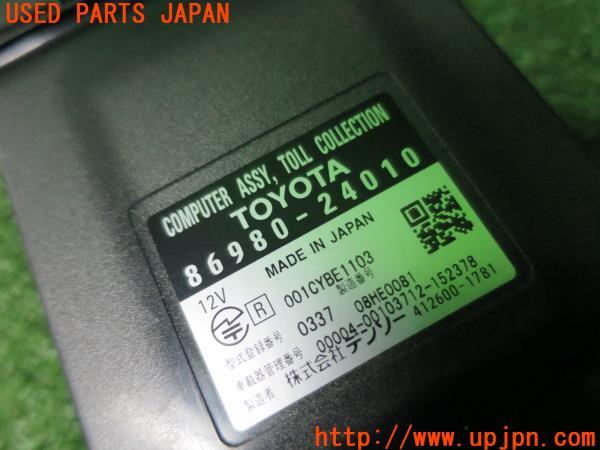 USED PARTS JAPAN
COMPUTER ASSY, TOLL COLLECTION
TOYOTA
86980-24010
MADE IN JAPAN
12V
R 001CYBE1103
型式登録番号 0337 製造番号 08HE0081
車載器管理番号 00004-00103712-152378
製造者 株式会社デンソー 412600-1781
UPJ https://www.upjpn.com